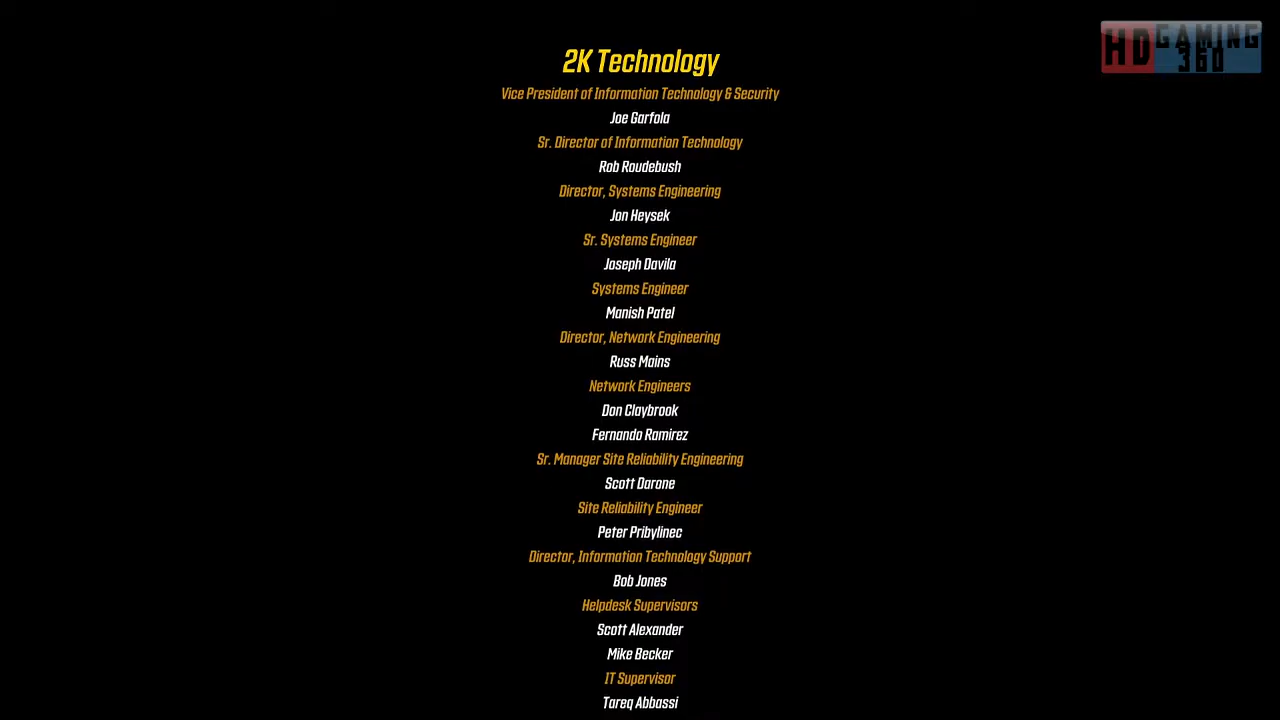 HD GAMING 360
2K Technology
Vice President of Information Technology & Security
Joe Garfola
Sr. Director of Information Technology
Rob Roudebush
Director, Systems Engineering
Jon Heysek
Sr. Systems Engineer
Joseph Davila
Systems Engineer
Manish Patel
Director, Network Engineering
Russ Mains
Network Engineers
Don Claybrook
Fernando Ramirez
Sr. Manager Site Reliability Engineering
Scott Darone
Site Reliability Engineer
Peter Pribylinec
Director, Information Technology Support
Bob Jones
Helpdesk Supervisors
Scott Alexander
Mike Becker
IT Supervisor
Tareq Abbassi